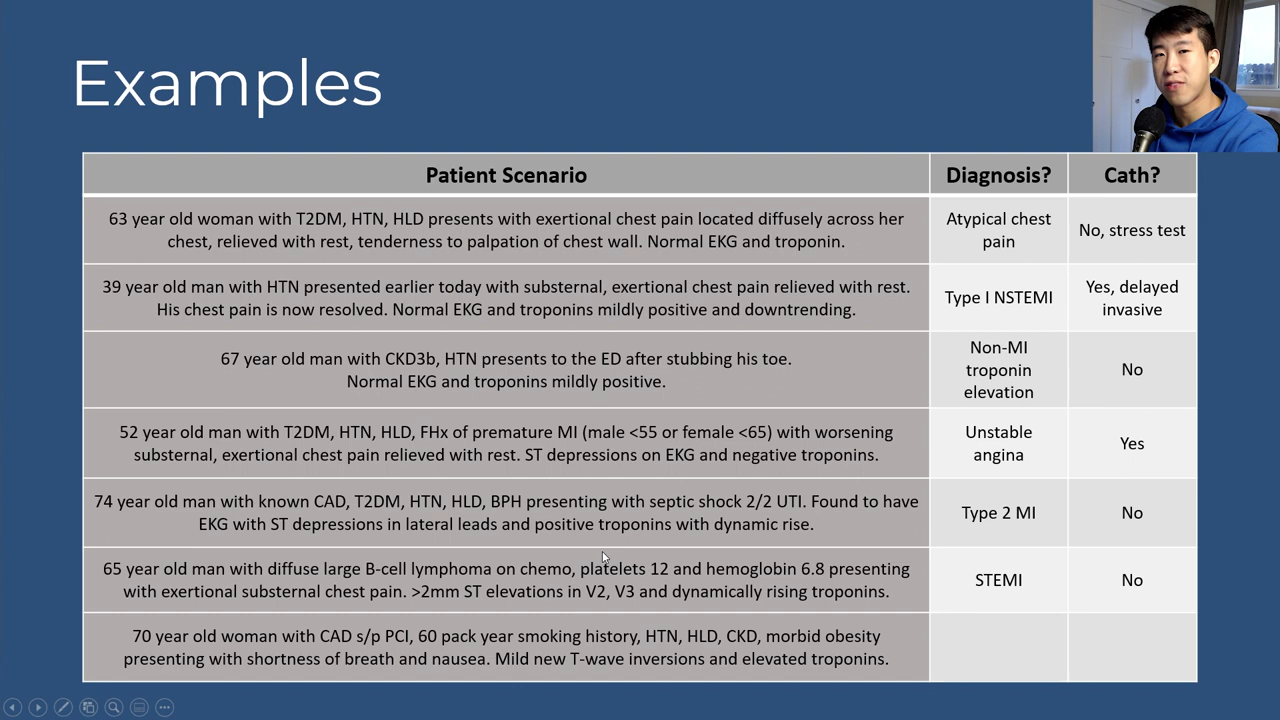 Examples
Patient Scenario
Diagnosis?
Cath?
63 year old woman with T2DM, HTN, HLD presents with exertional chest pain located diffusely across her
chest, relieved with rest, tenderness to palpation of chest wall. Normal EKG and troponin.
Atypical chest
pain
No, stress test
39 year old man with HTN presented earlier today with substernal, exertional chest pain relieved with rest.
His chest pain is now resolved. Normal EKG and troponins mildly positive and downtrending.
Type I NSTEMI
Yes, delayed
invasive
67 year old man with CKD3b, HTN presents to the ED after stubbing his toe.
Normal EKG and troponins mildly positive.
Non-MI
troponin
elevation
No
52 year old man with T2DM, HTN, HLD, FHx of premature MI (male <55 or female <65) with worsening
substernal, exertional chest pain relieved with rest. ST depressions on EKG and negative troponins.
Unstable
angina
Yes
74 year old man with known CAD, T2DM, HTN, HLD, BPH presenting with septic shock 2/2 UTI. Found to have
EKG with ST depressions in lateral leads and positive troponins with dynamic rise.
Type 2 MI
No
65 year old man with diffuse large B-cell lymphoma on chemo, platelets 12 and hemoglobin 6.8 presenting
with exertional substernal chest pain. >2mm ST elevations in V2, V3 and dynamically rising troponins.
STEMI
No
70 year old woman with CAD s/p PCI, 60 pack year smoking history, HTN, HLD, CKD, morbid obesity
presenting with shortness of breath and nausea. Mild new T-wave inversions and elevated troponins.